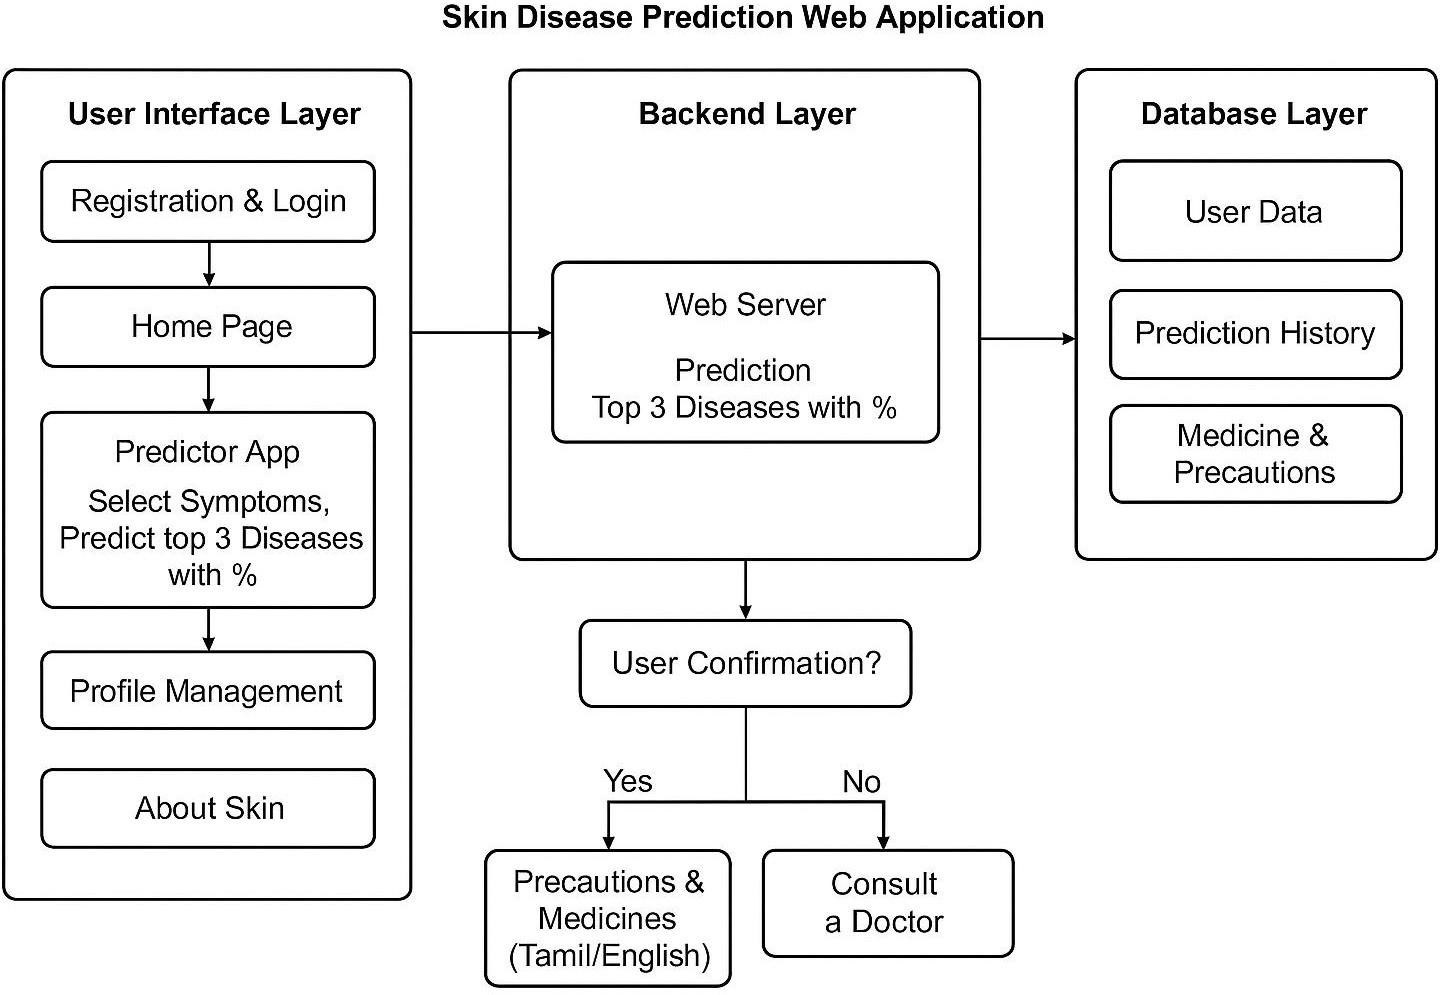 Skin Disease Prediction Web Application
User Interface Layer
Registration & Login
Home Page
Predictor App
Select Symptoms,
Predict top 3 Diseases
with %
Profile Management
About Skin
Backend Layer
Web Server
Prediction
Top 3 Diseases with %
Database Layer
User Data
Prediction History
Medicine &
Precautions
User Confirmation?
Yes
No
Precautions &
Medicines
(Tamil/English)
Consult
a Doctor